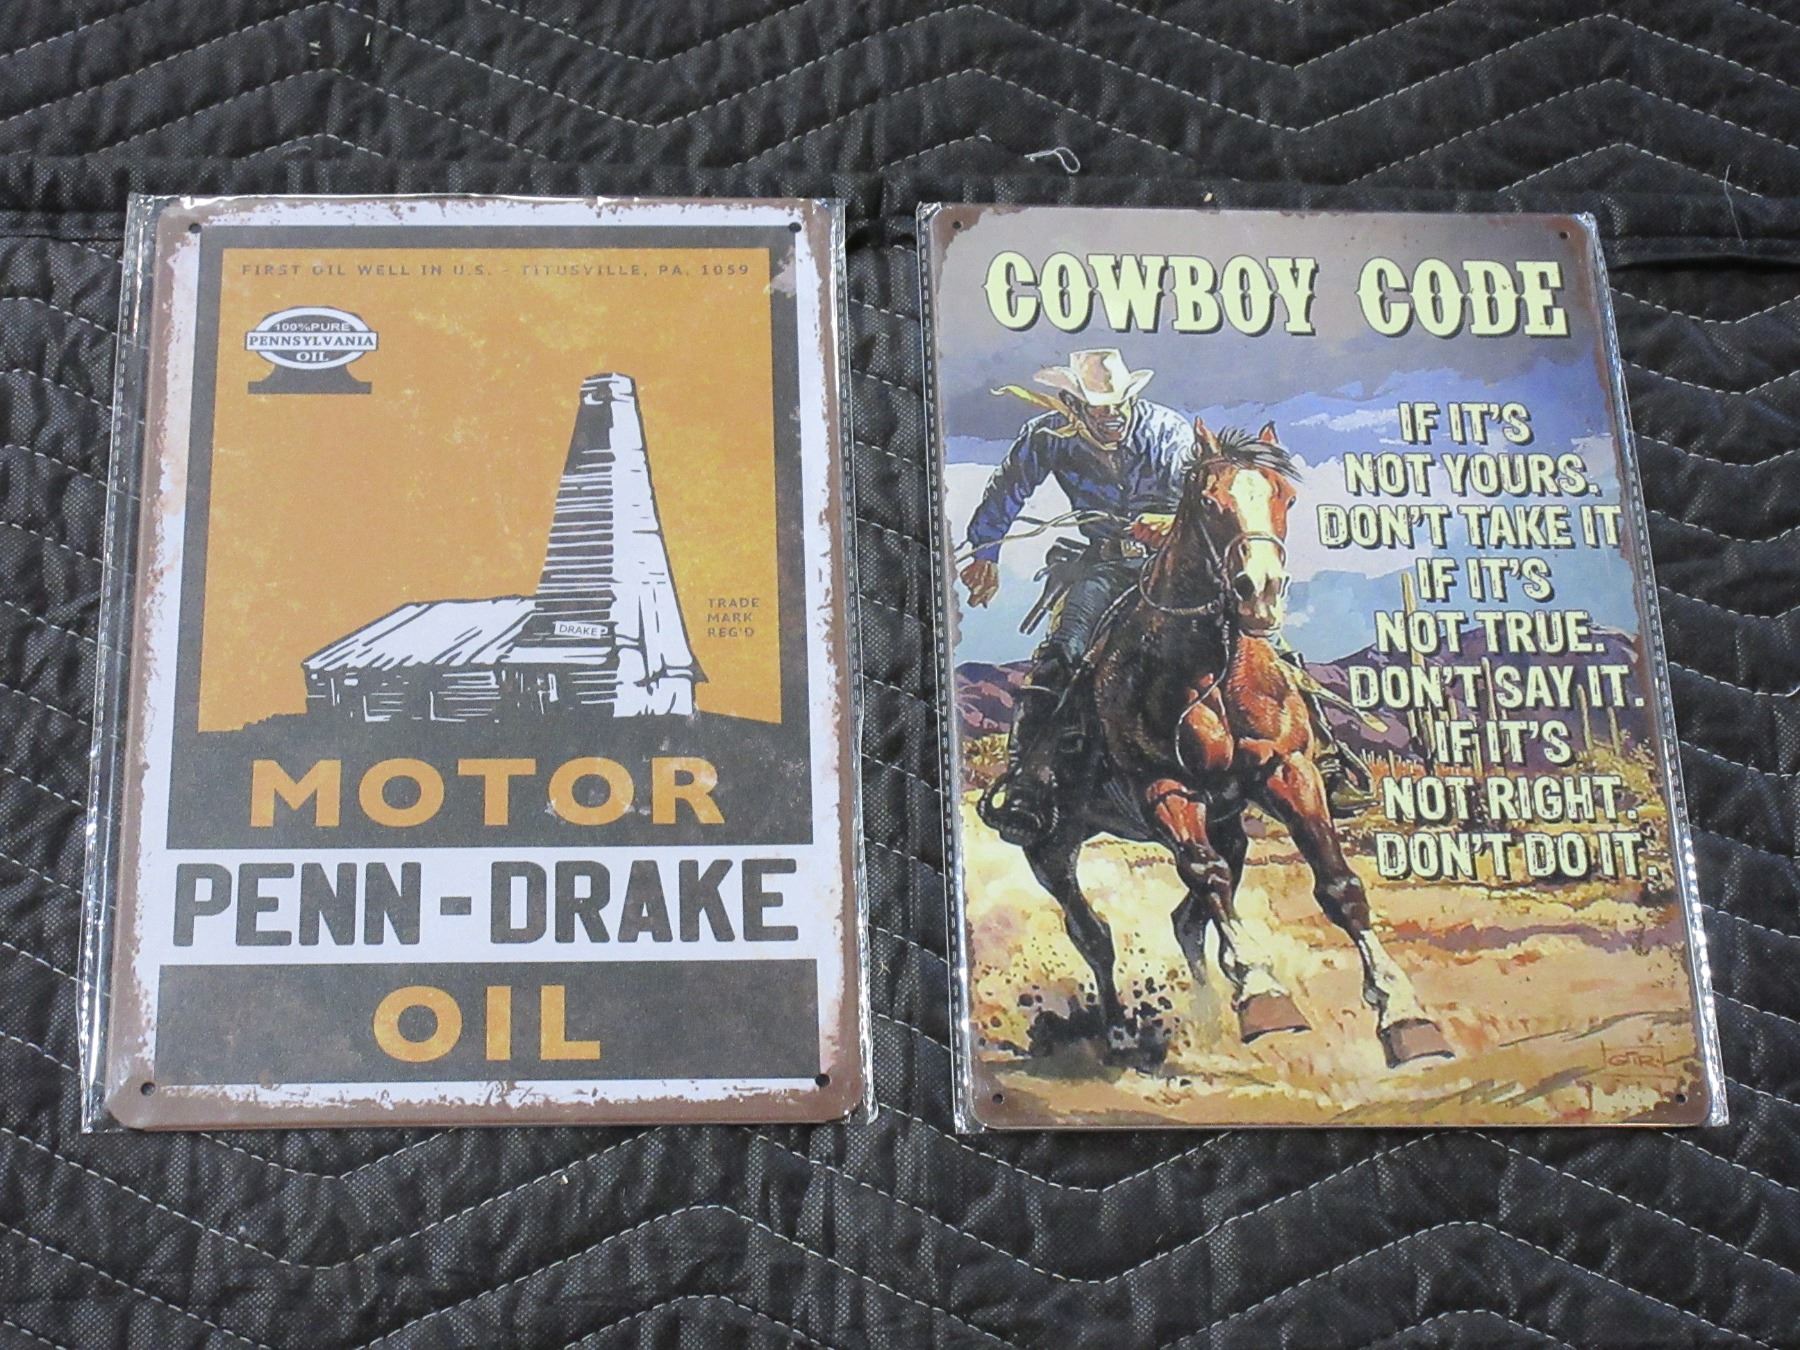 FIRST OIL WELL IN U.S. - TITUSVILLE, PA. 1059
100% PURE
PENNSYLVANIA
OIL
DRAKE
TRADE
MARK
REG'D
MOTOR
PENN-DRAKE
OIL
COWBOY CODE
IF IT'S
NOT YOURS.
DON'T TAKE IT
IF IT'S
NOT TRUE.
DON'T SAY IT.
IF IT'S
NOT RIGHT.
DON'T DO IT.